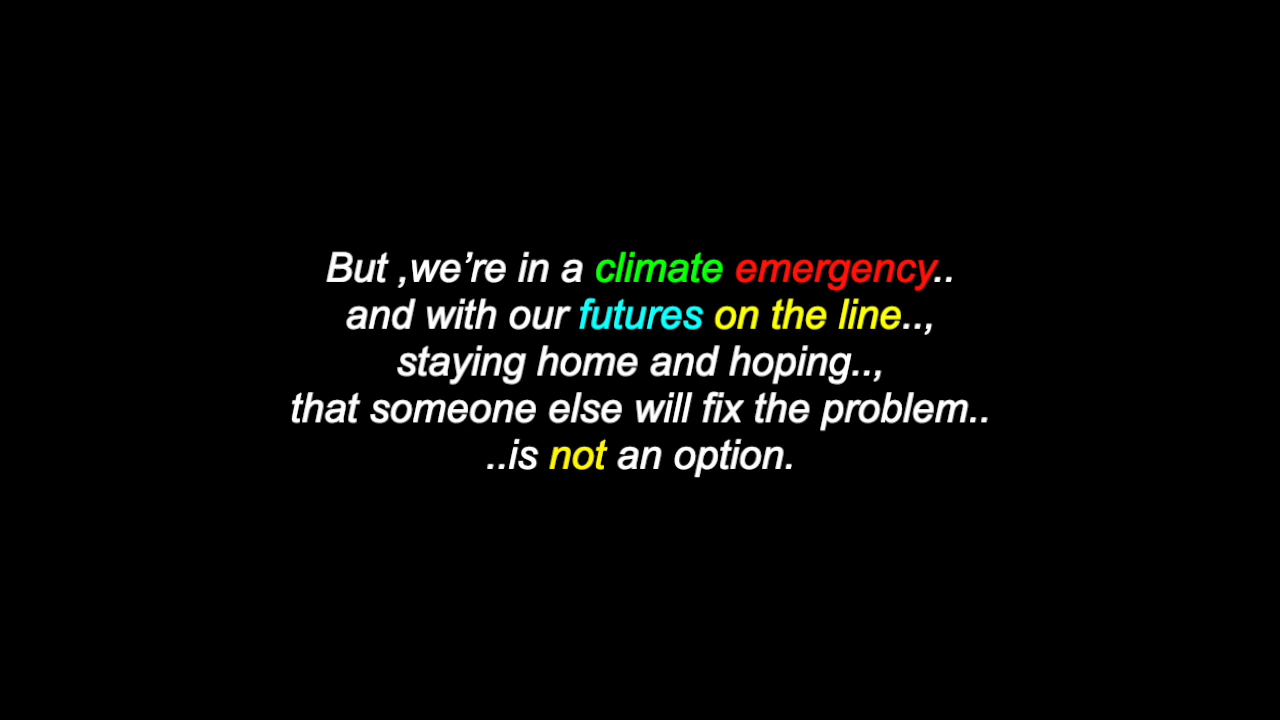 But ,we’re in a climate emergency..
and with our futures on the line..,
staying home and hoping..,
that someone else will fix the problem..
..is not an option.